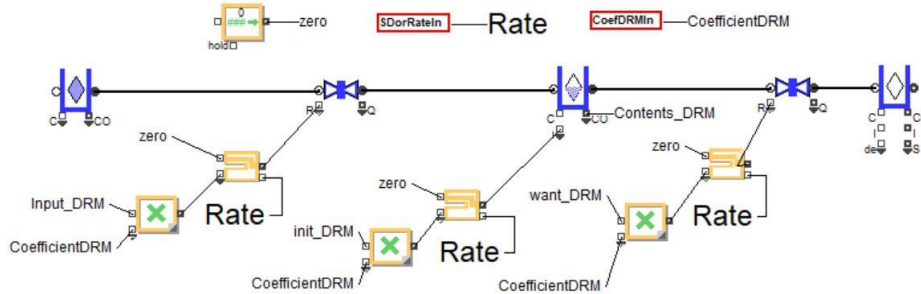 0
###
zero
hold
SDorRateIn
Rate
CoefDRMIn
CoefficientDRM
C
CO
R
Q
C
CO
I
Contents_DRM
R
Q
C
C
I
I
de
S
zero
Input_DRM
CoefficientDRM
Rate
zero
init_DRM
CoefficientDRM
Rate
zero
want_DRM
CoefficientDRM
Rate